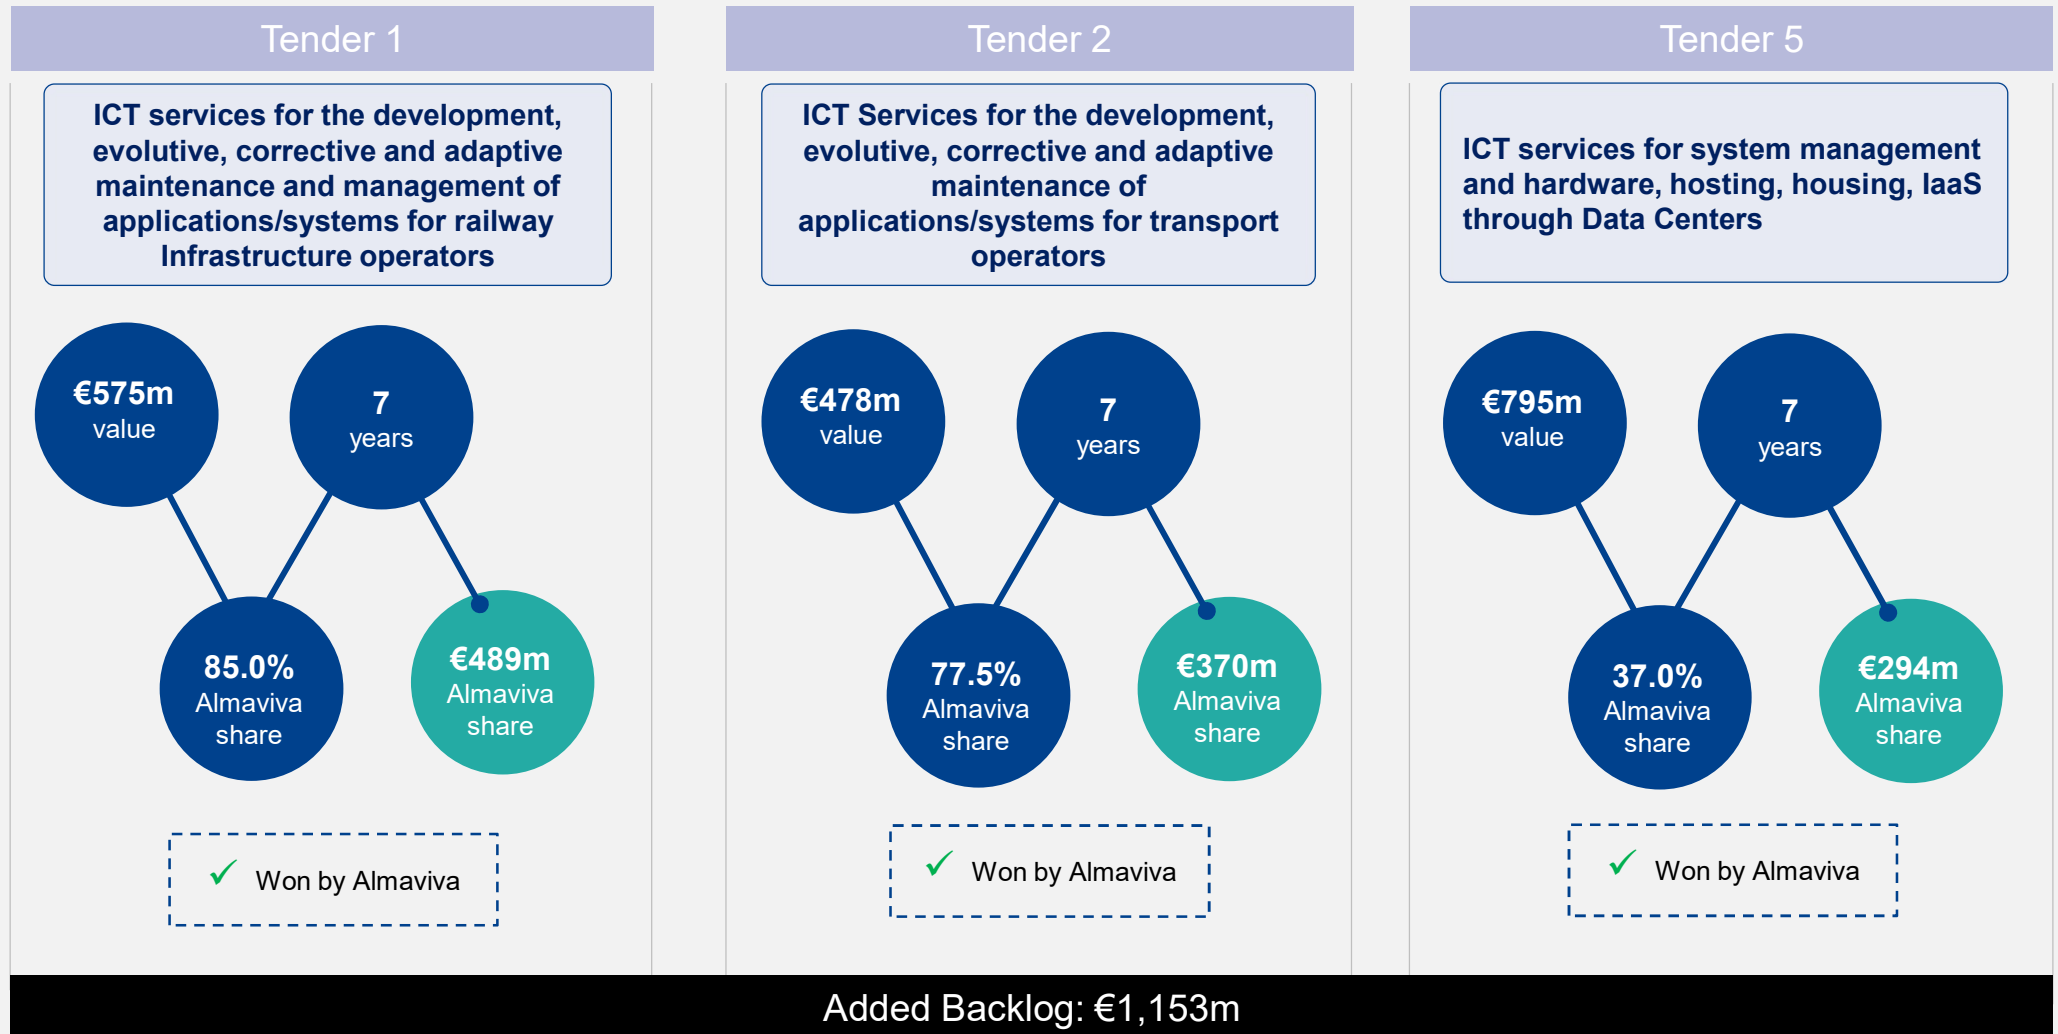 Tender 1
ICT services for the development,
evolutive, corrective and adaptive
maintenance and management of
applications/systems for railway
Infrastructure operators
€575m
value
7
years
85.0%
Almaviva
share
€489m
Almaviva
share
✓ Won by Almaviva
Tender 2
ICT Services for the development,
evolutive, corrective and adaptive
maintenance of
applications/systems for transport
operators
€478m
value
7
years
77.5%
Almaviva
share
€370m
Almaviva
share
✓ Won by Almaviva
Tender 5
ICT services for system management
and hardware, hosting, housing, IaaS
through Data Centers
€795m
value
7
years
37.0%
Almaviva
share
€294m
Almaviva
share
✓ Won by Almaviva
Added Backlog: €1,153m